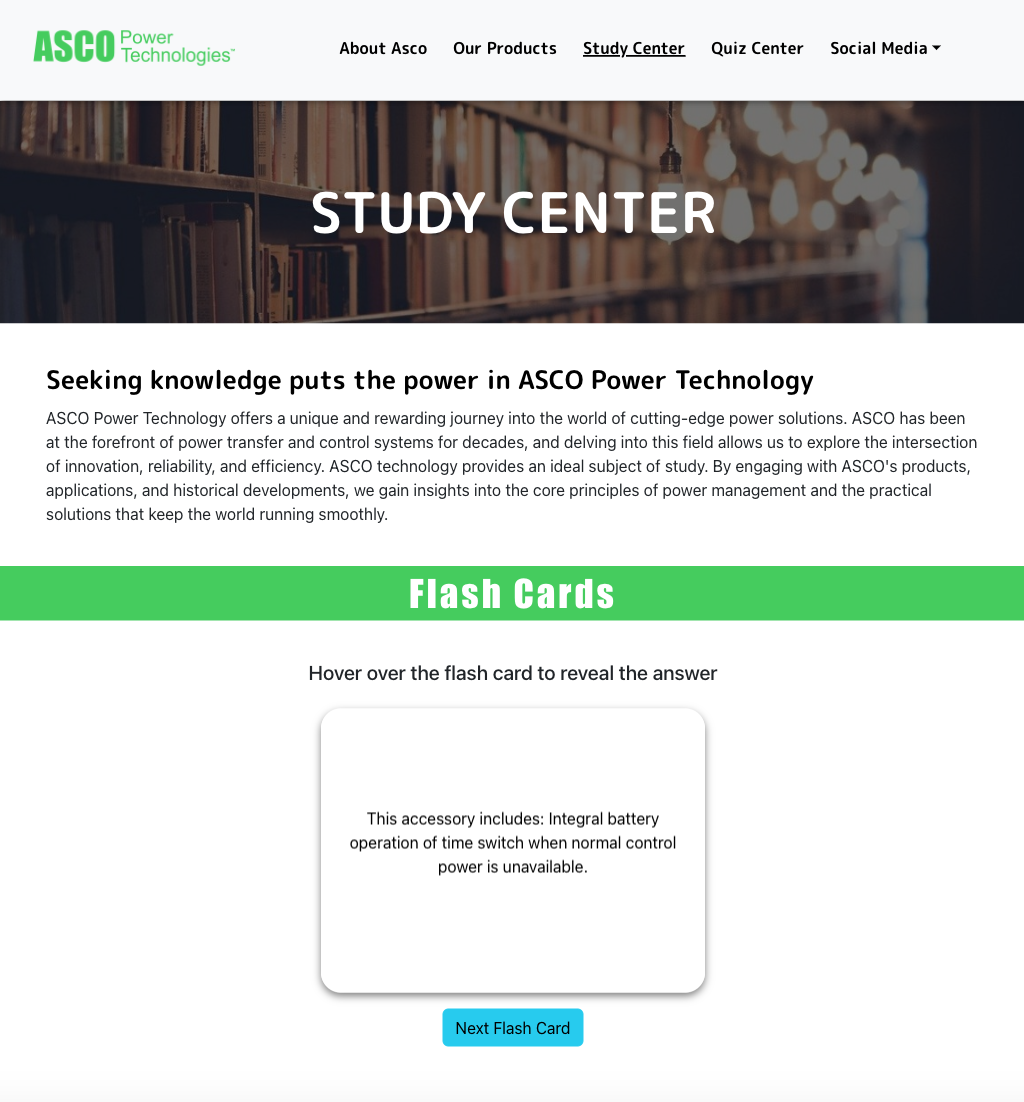 ASCO Power Technologies™
About Asco Our Products Study Center Quiz Center Social Media
STUDY CENTER
Seeking knowledge puts the power in ASCO Power Technology
ASCO Power Technology offers a unique and rewarding journey into the world of cutting-edge power solutions. ASCO has been
at the forefront of power transfer and control systems for decades, and delving into this field allows us to explore the intersection
of innovation, reliability, and efficiency. ASCO technology provides an ideal subject of study. By engaging with ASCO's products,
applications, and historical developments, we gain insights into the core principles of power management and the practical
solutions that keep the world running smoothly.
Flash Cards
Hover over the flash card to reveal the answer
This accessory includes: Integral battery
operation of time switch when normal control
power is unavailable.
Next Flash Card